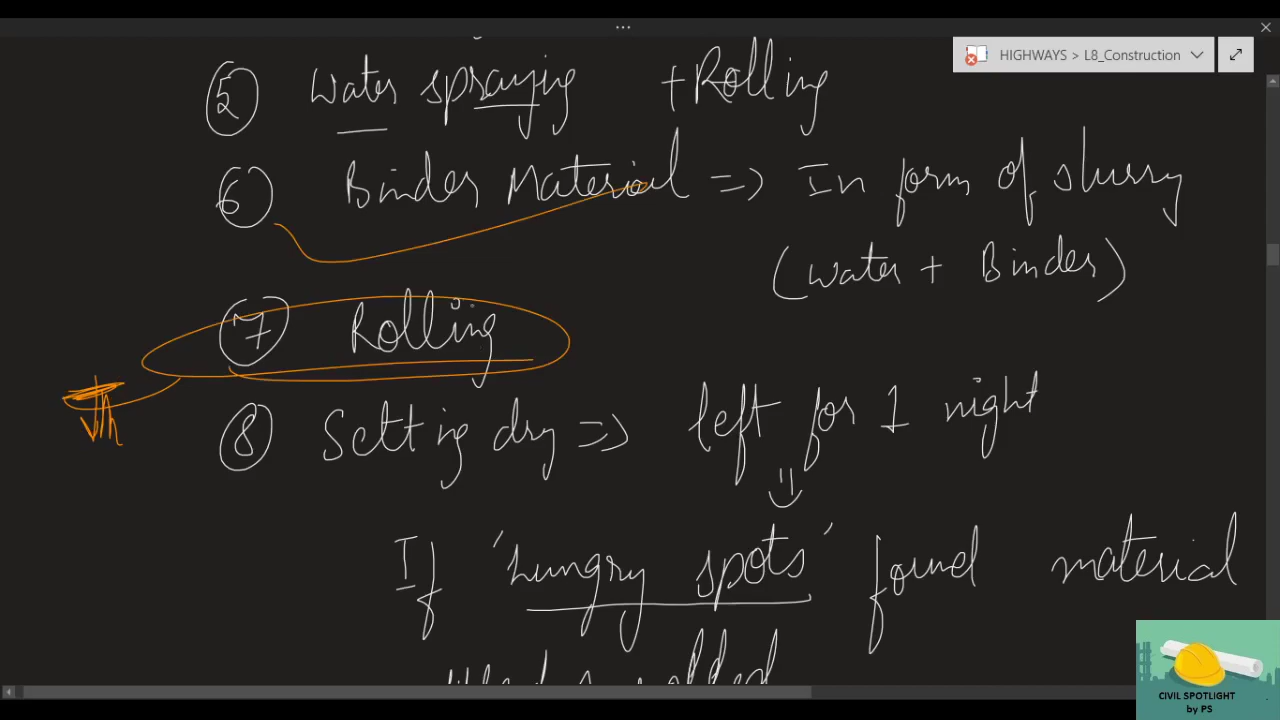 HIGHWAYS > L8_Construction
⑤ Water spraying + Rolling
⑥ Binder Material => In form of slurry
(Water + Binder)
⑦ Rolling
⑧ Setting dry => left for 1 night
If 'hungry spots' found material
CIVIL SPOTLIGHT
by PS